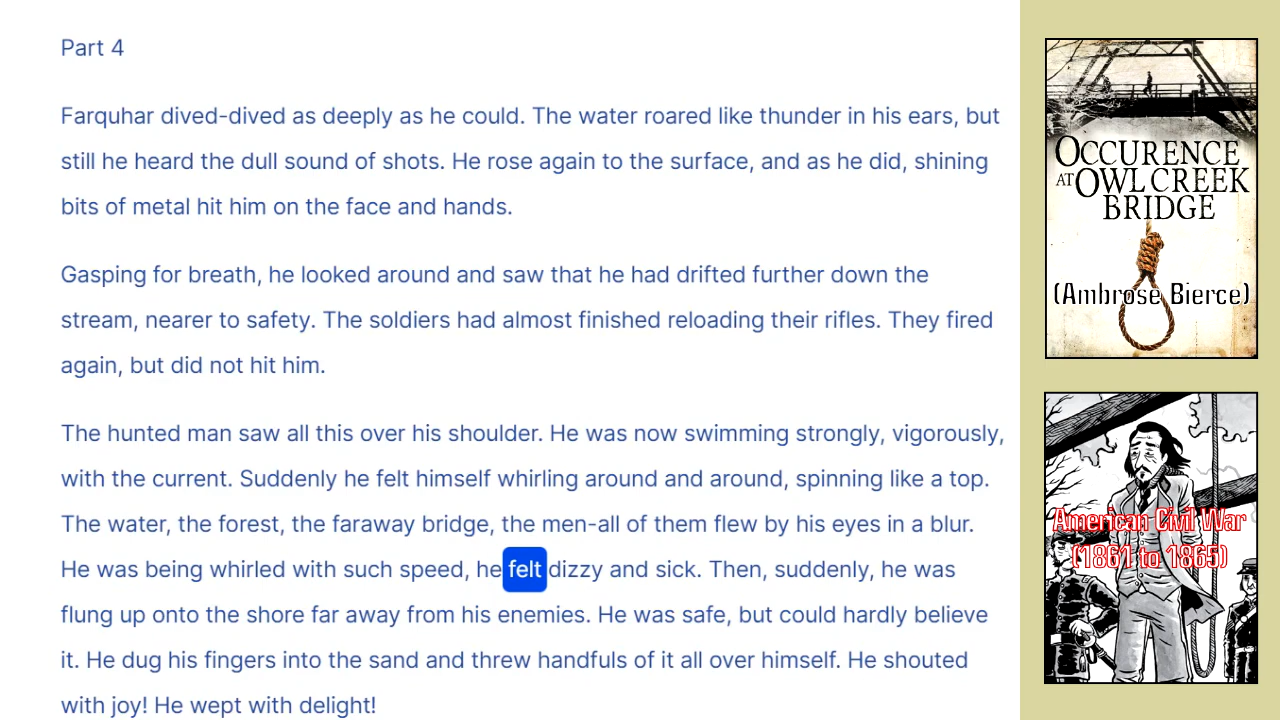 Part 4
Farquhar dived-dived as deeply as he could. The water roared like thunder in his ears, but
still he heard the dull sound of shots. He rose again to the surface, and as he did, shining
bits of metal hit him on the face and hands.
Gasping for breath, he looked around and saw that he had drifted further down the
stream, nearer to safety. The soldiers had almost finished reloading their rifles. They fired
again, but did not hit him.
The hunted man saw all this over his shoulder. He was now swimming strongly, vigorously,
with the current. Suddenly he felt himself whirling around and around, spinning like a top.
The water, the forest, the faraway bridge, the men-all of them flew by his eyes in a blur.
He was being whirled with such speed, he felt dizzy and sick. Then, suddenly, he was
flung up onto the shore far away from his enemies. He was safe, but could hardly believe
it. He dug his fingers into the sand and threw handfuls of it all over himself. He shouted
with joy! He wept with delight!
OCCURENCE
AT OWL CREEK
BRIDGE
(Ambrose Bierce)
American Civil War
(1861 to 1865)